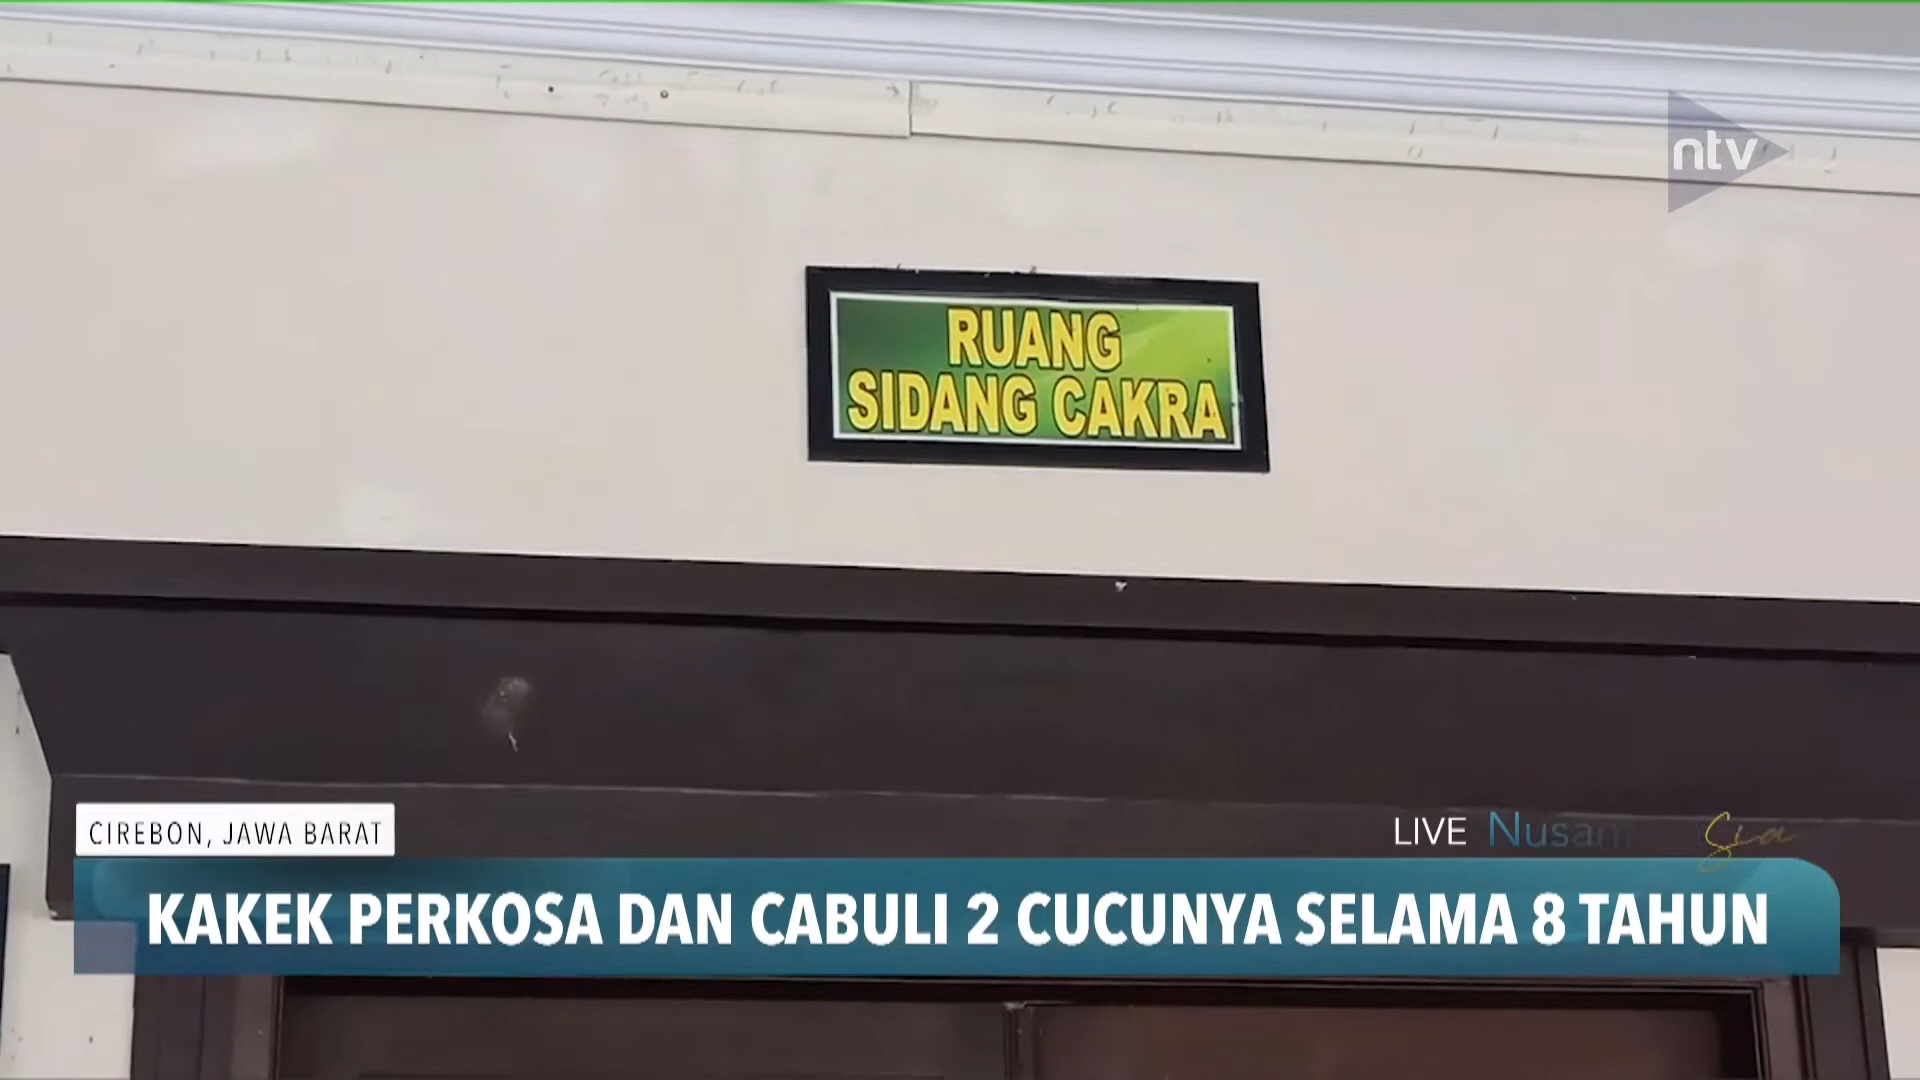 ntv
RUANG
SIDANG CAKRA
CIREBON, JAWA BARAT
LIVE
KAKEK PERKOSA DAN CABULI 2 CUCUNYA SELAMA 8 TAHUN